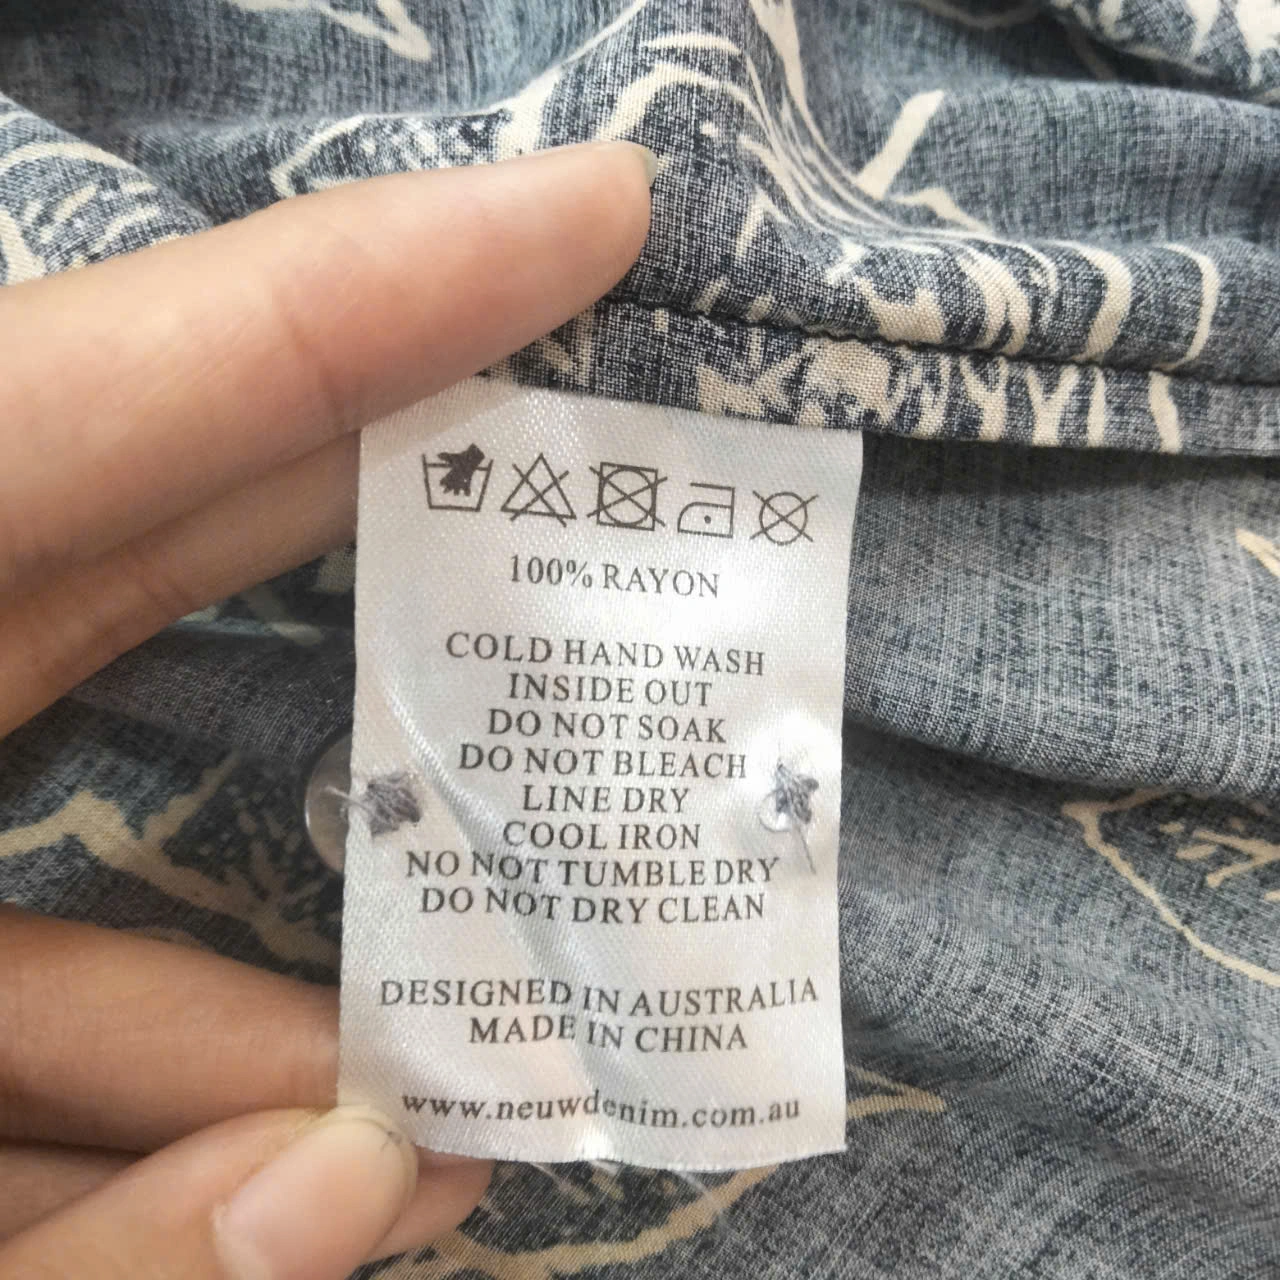 100% RAYON
COLD HAND WASH
INSIDE OUT
DO NOT SOAK
DO NOT BLEACH
LINE DRY
COOL IRON
NO NOT TUMBLE DRY
DO NOT DRY CLEAN
DESIGNED IN AUSTRALIA
MADE IN CHINA
www.neuwdenim.com.au